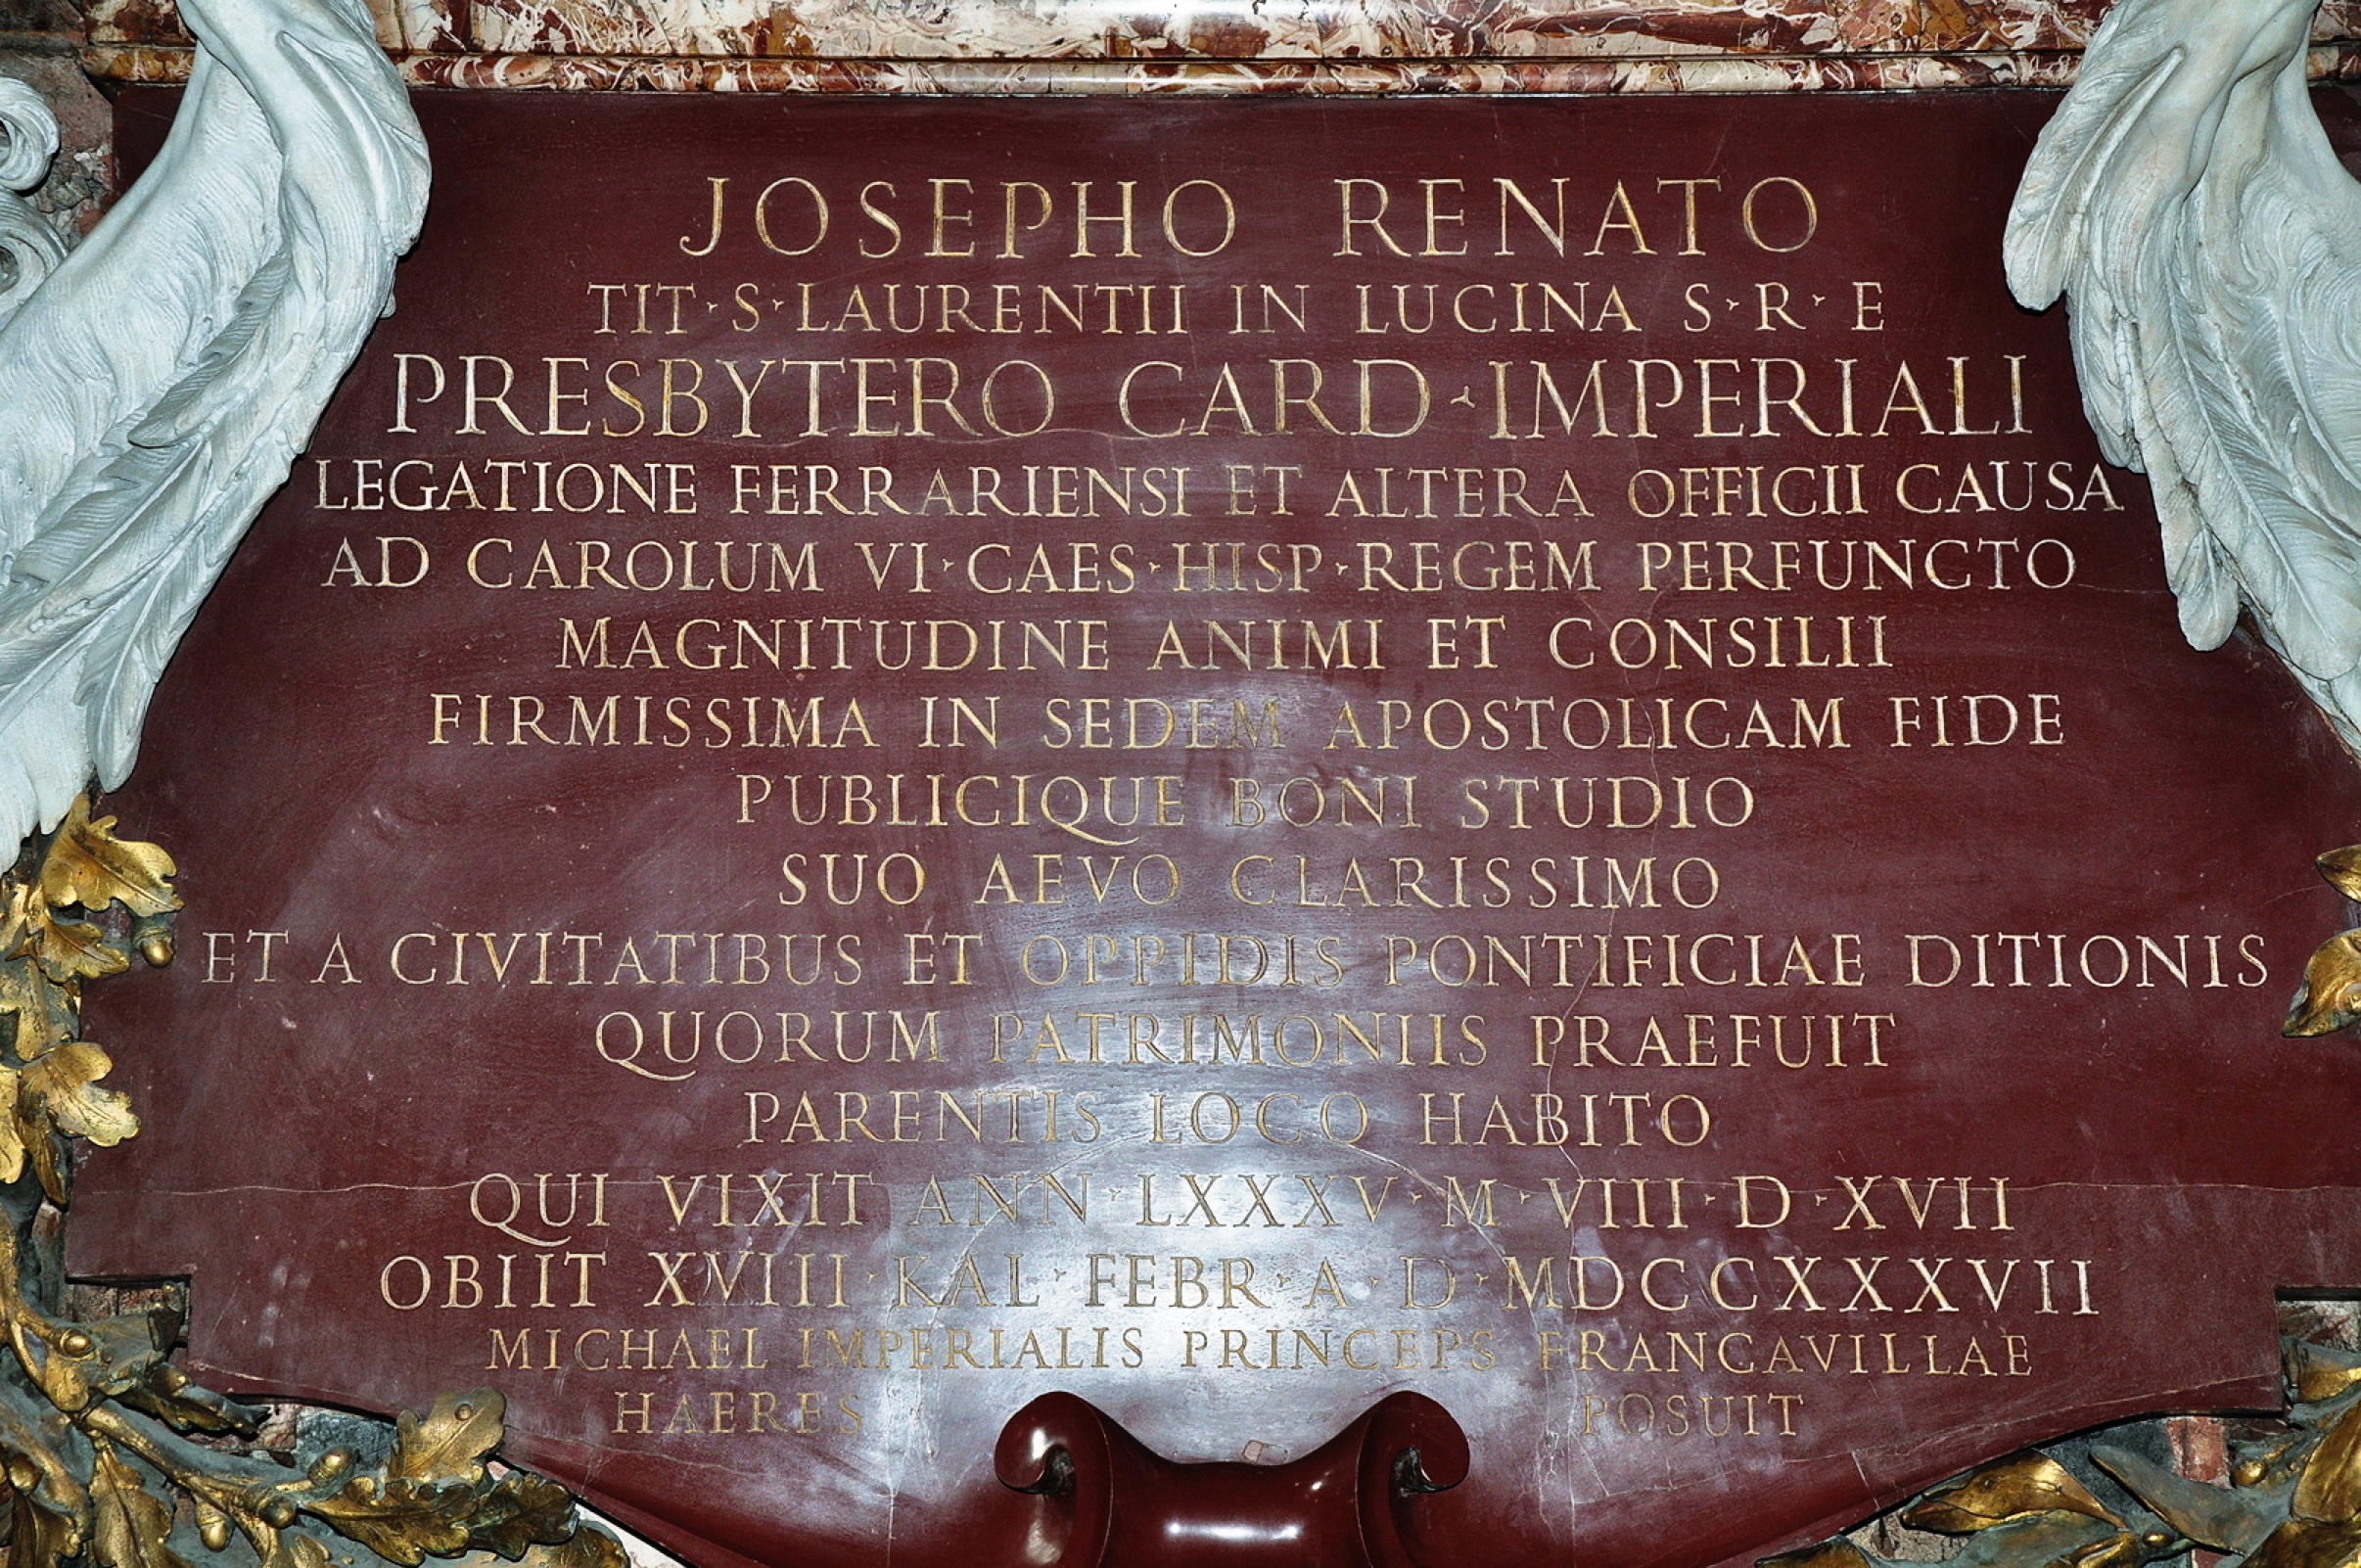 JOSEPHO RENATO
TIT·S·LAURENTII IN LUCINA S·R·E
PRESBYTERO CARD·IMPERIALI
LEGATIONE FERRARIENSI ET ALTERA OFFICII CAUSA
AD CAROLUM VI·CAES·HISP·REGEM PERFUNCTO
MAGNITUDINE ANIMI ET CONSILII
FIRMISSIMA IN SEDEM APOSTOLICAM FIDE
PUBLICIQUE BONI STUDIO
SUO AEVO CLARISSIMO
ET A CIVITATIBUS ET OPPIDIS PONTIFICIAE DITIONIS
QUORUM PATRIMONIIS PRAEFUIT
PARENTIS LOCO HABITO
QUI VIXIT ANN·LXXXV·M·VIII·D·XVII
OBIIT XVIII·KAL·FEBR·A·D·MDCCXXXVII
MICHAEL IMPERIALIS PRINCEPS FRANCAVILLAE
HAERES POSUIT